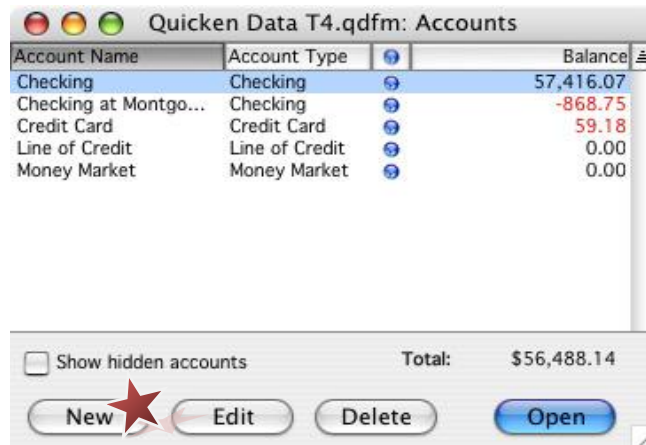 Quicken Data T4.qdfm: Accounts
Account Name Account Type Balance
Checking Checking 57,416.07
Checking at Montgo... Checking -868.75
Credit Card Credit Card 59.18
Line of Credit Line of Credit 0.00
Money Market Money Market 0.00
Show hidden accounts Total: $56,488.14
New Edit Delete Open